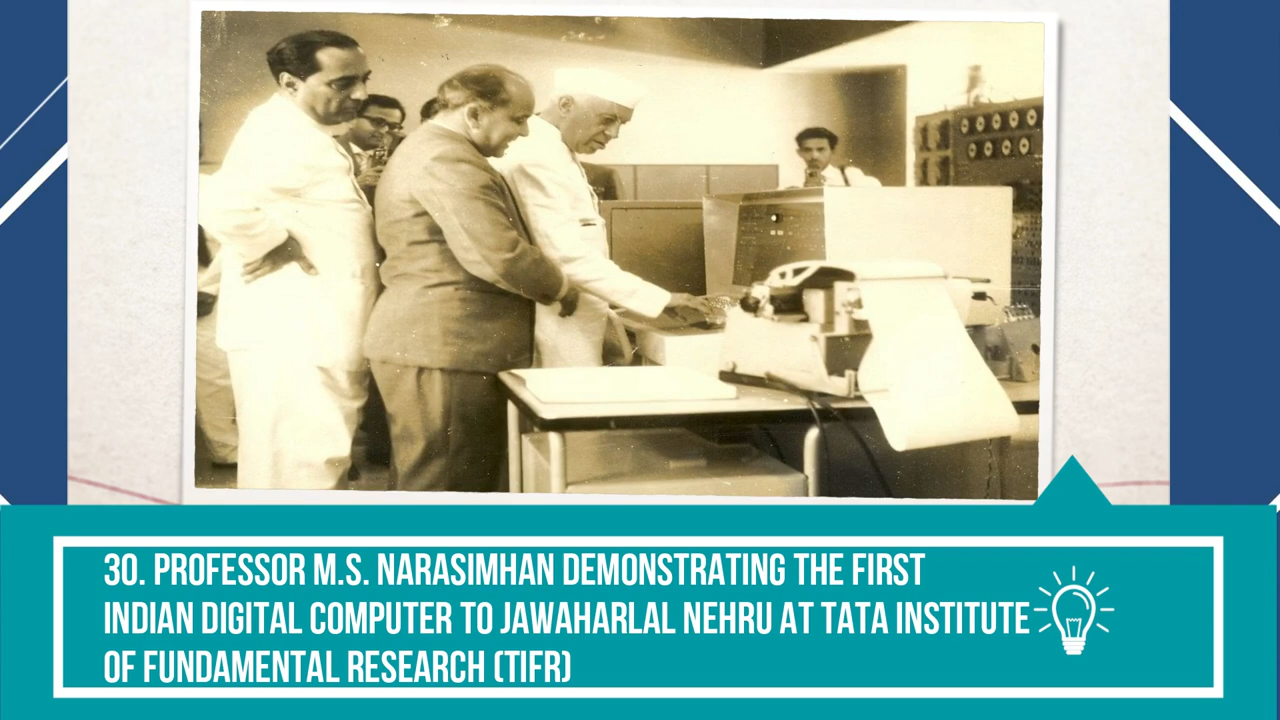 30. PROFESSOR M.S. NARASIMHAN DEMONSTRATING THE FIRST
INDIAN DIGITAL COMPUTER TO JAWAHARLAL NEHRU AT TATA INSTITUTE
OF FUNDAMENTAL RESEARCH (TIFR)